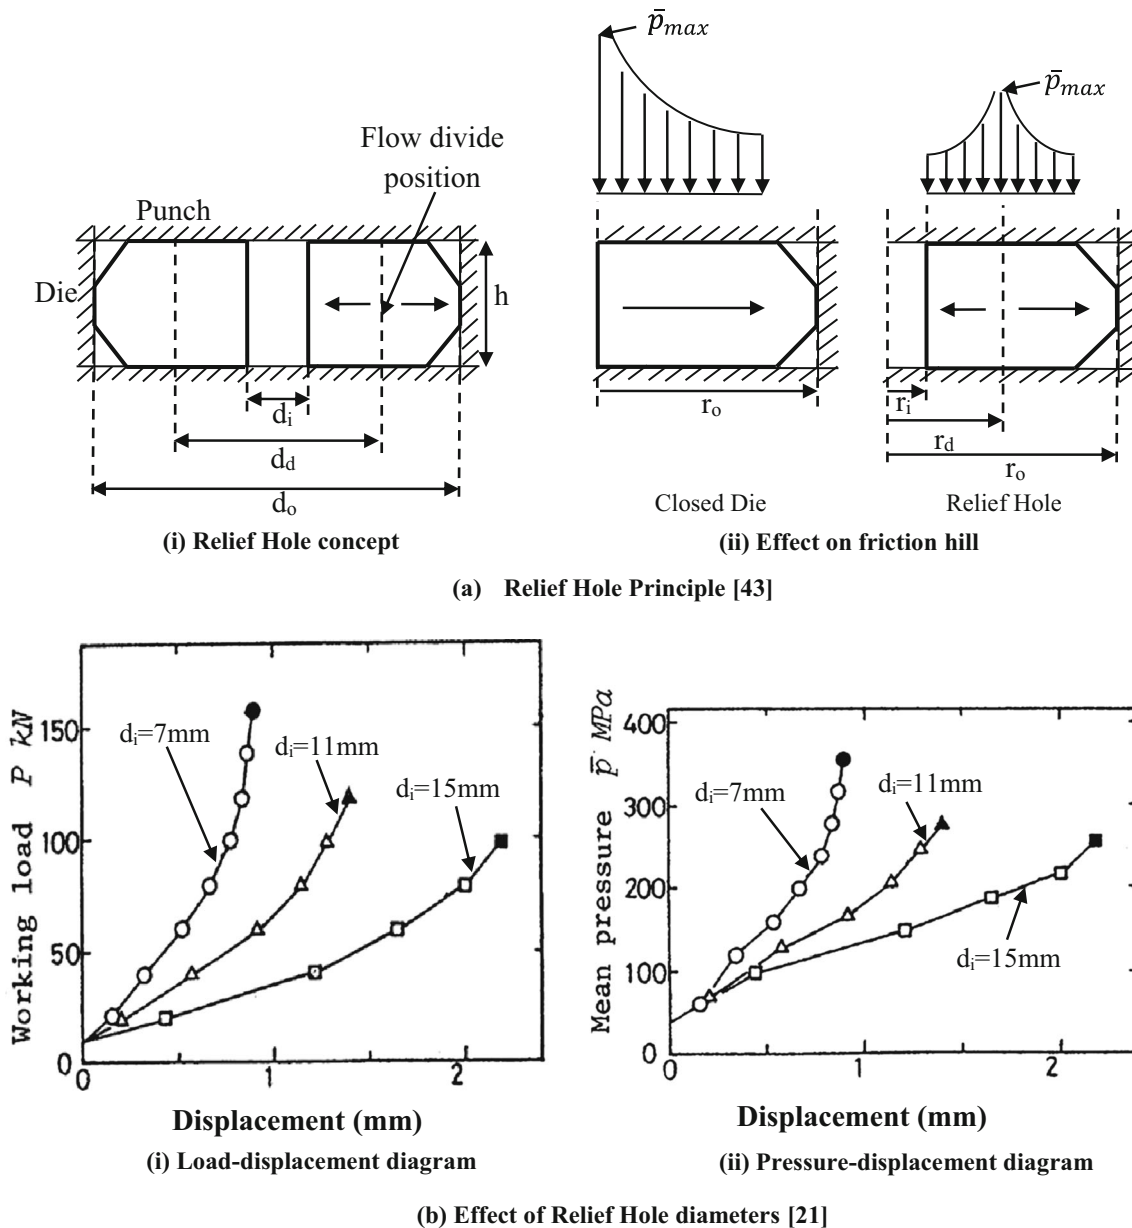 Flow divide
position
Punch
Die
h
dᵢ
d_d
dₒ
(i) Relief Hole concept
p̄ₘₐₓ
p̄ₘₐₓ
rₒ
rᵢ
r_d
rₒ
Closed Die
Relief Hole
(ii) Effect on friction hill
(a) Relief Hole Principle [43]
Working load P kN
150
100
50
0
0
1
2
dᵢ=7mm
dᵢ=11mm
dᵢ=15mm
Displacement (mm)
(i) Load-displacement diagram
Mean pressure p̄ MPa
400
300
200
100
0
0
1
2
dᵢ=7mm
dᵢ=11mm
dᵢ=15mm
Displacement (mm)
(ii) Pressure-displacement diagram
(b) Effect of Relief Hole diameters [21]